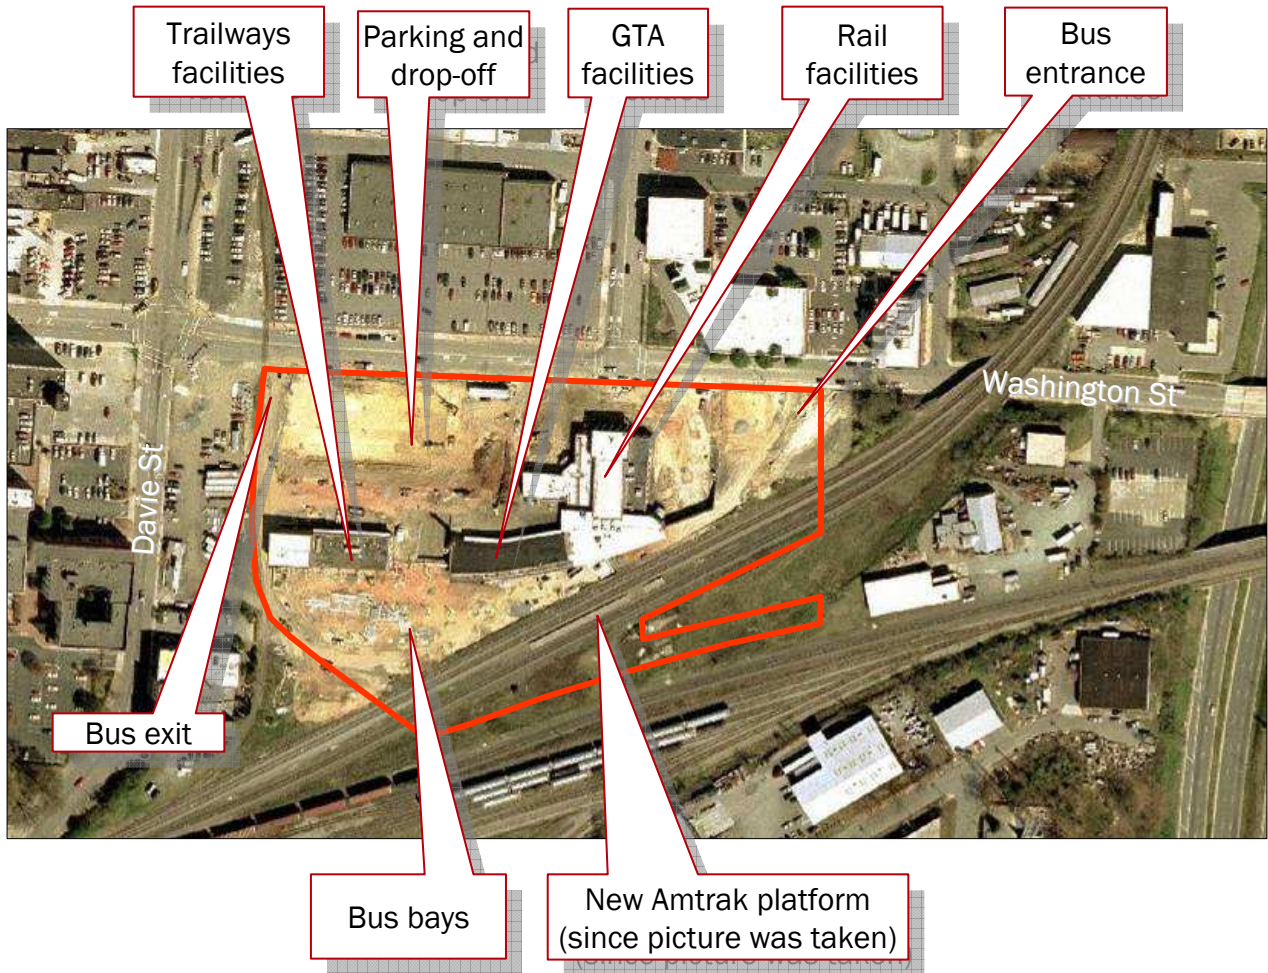 Trailways
facilities
Parking and
drop-off
GTA
facilities
Rail
facilities
Bus
entrance
Washington St
Davie St
Bus exit
Bus bays
New Amtrak platform
(since picture was taken)